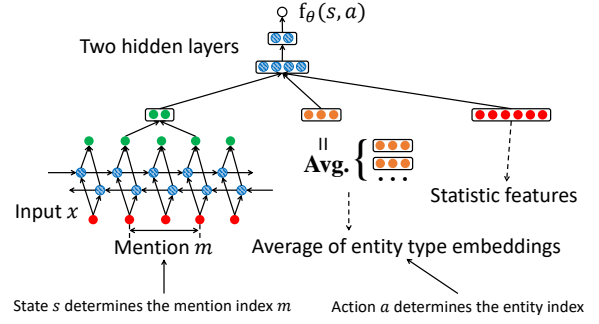 f_θ(s, a)
Two hidden layers
=
Avg. {
. . .
Input x
Statistic features
Mention m
Average of entity type embeddings
State s determines the mention index m
Action a determines the entity index